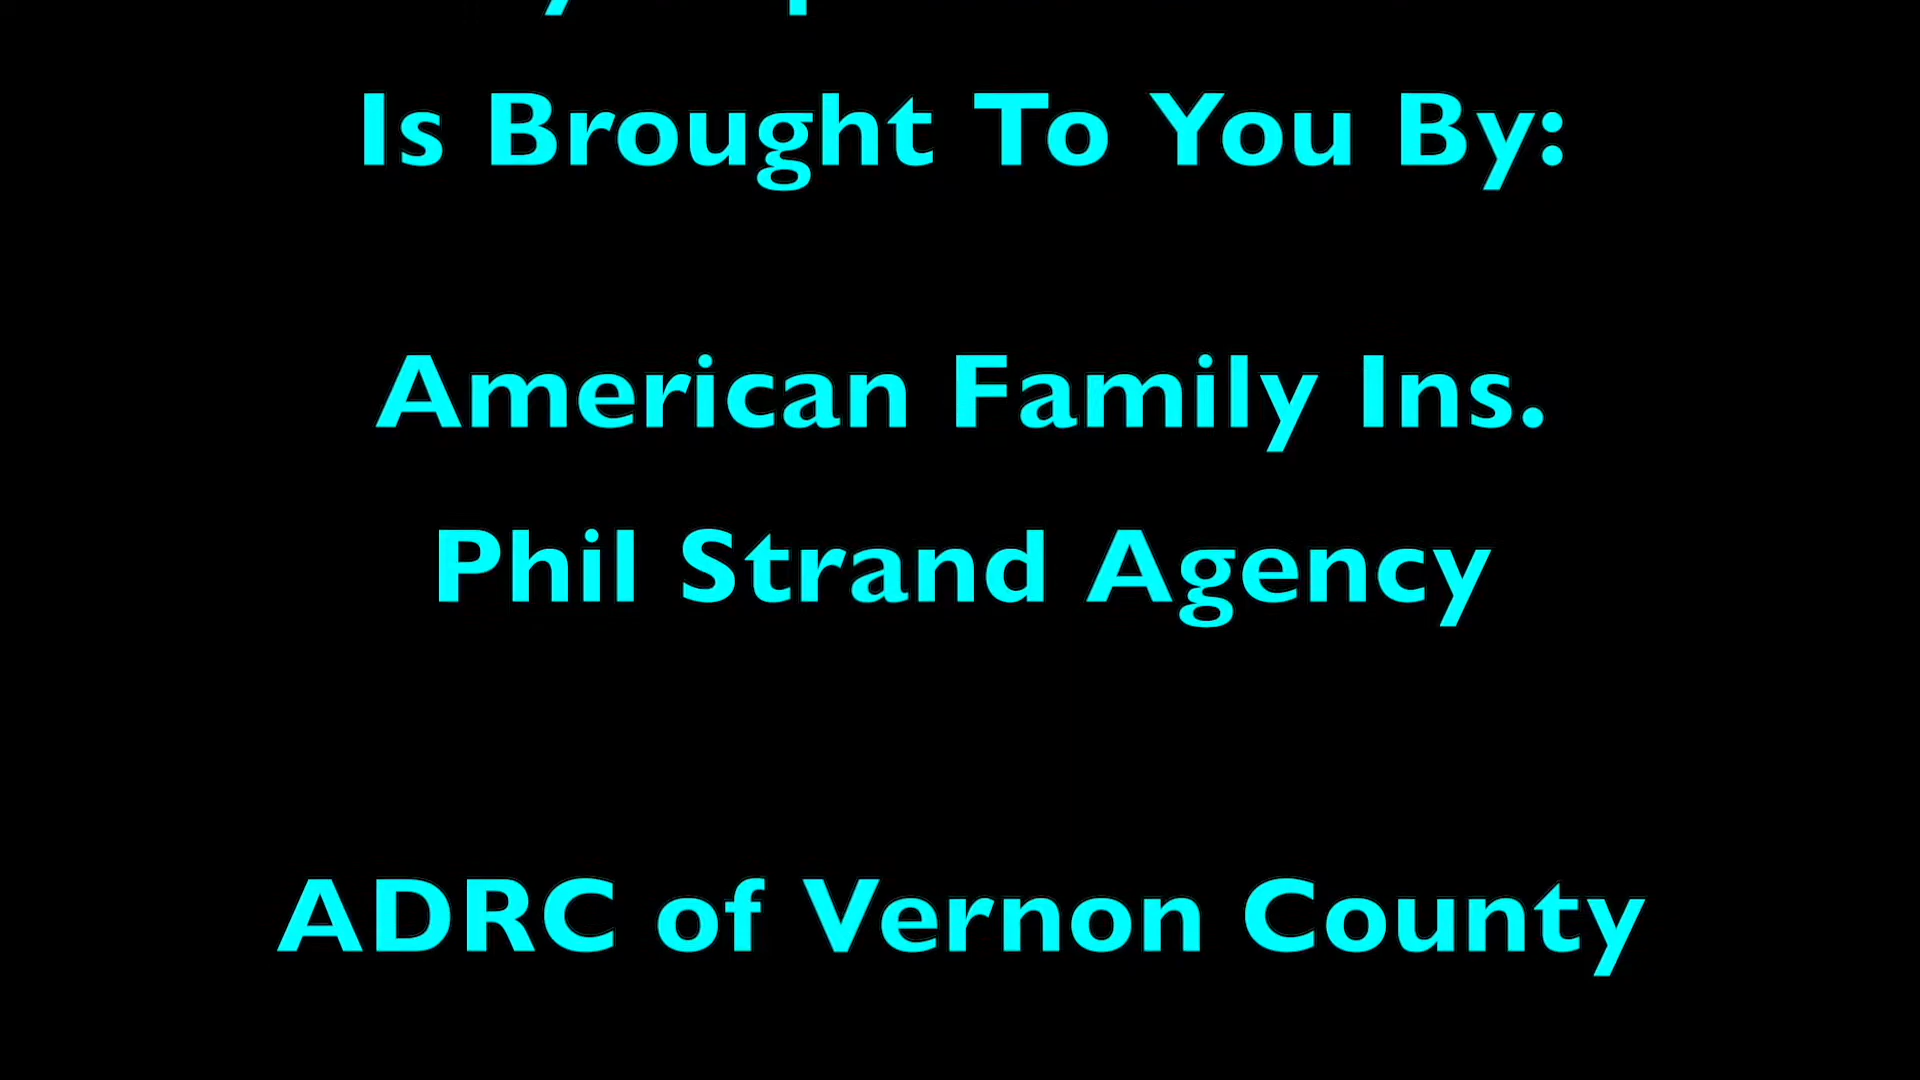 Is Brought To You By:
American Family Ins.
Phil Strand Agency
ADRC of Vernon County